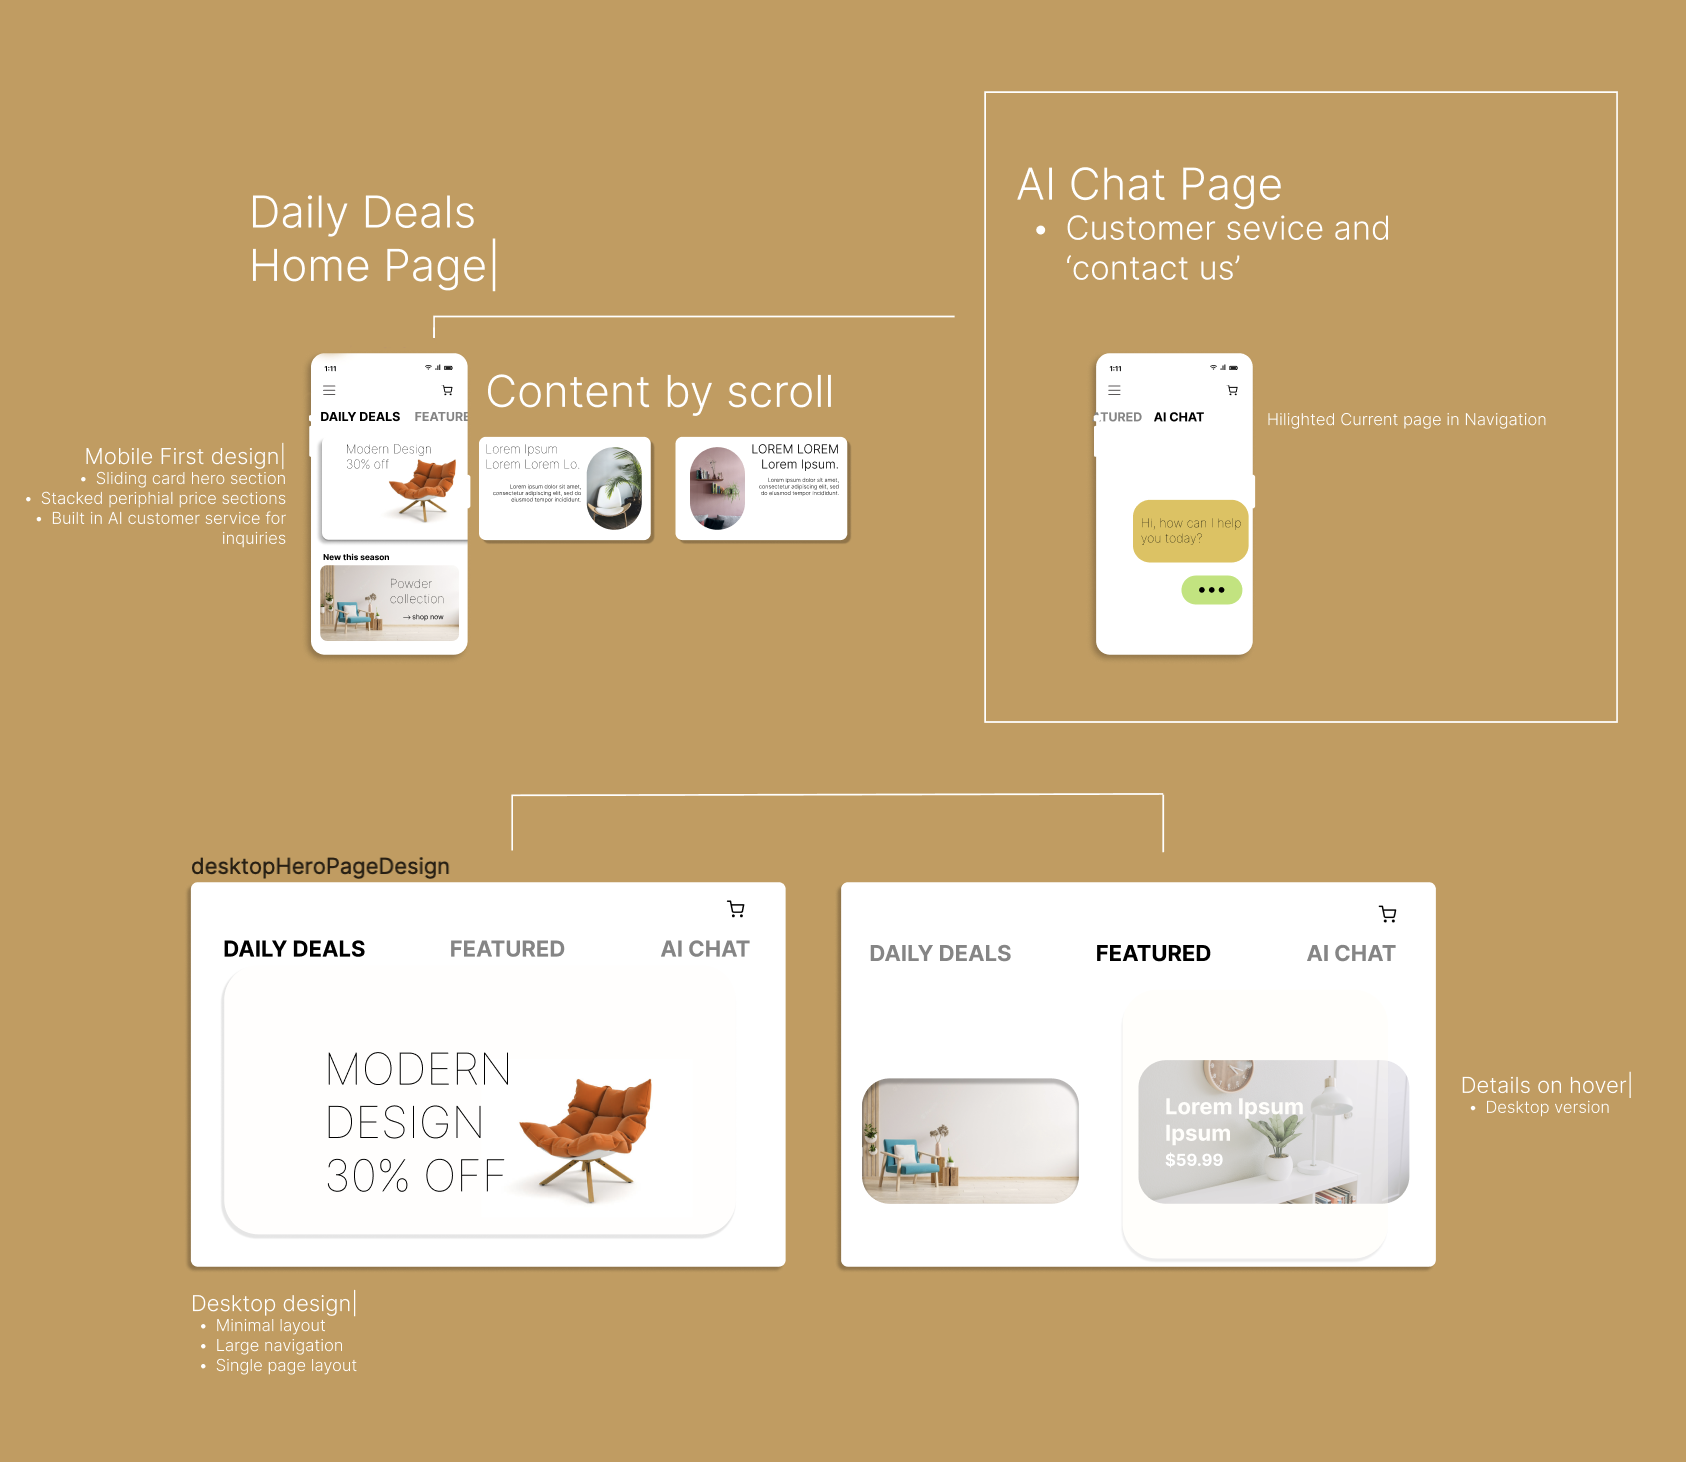 Daily Deals
Home Page|
AI Chat Page
• Customer sevice and
‘contact us’
Content by scroll
Mobile First design|
• Sliding card hero section
• Stacked periphial price sections
• Built in AI customer service for
inquiries
1:11
DAILY DEALS FEATURE
Modern Design
30% off
New this season
Powder
collection
→ shop now
Lorem Ipsum
Lorem Lorem Lo.
Lorem ipsum dolor sit amet,
consectetur adipiscing elit, sed do
eiusmod tempor incididunt.
LOREM LOREM
Lorem Ipsum.
Lorem ipsum dolor sit amet,
consectetur adipiscing elit, sed
do eiusmod tempor incididunt.
1:11
TURED AI CHAT
Hi, how can I help
you today?
Hilighted Current page in Navigation
desktopHeroPageDesign
DAILY DEALS FEATURED AI CHAT
MODERN
DESIGN
30% OFF
DAILY DEALS FEATURED AI CHAT
Lorem Ipsum
Ipsum
$59.99
Details on hover|
• Desktop version
Desktop design|
• Minimal layout
• Large navigation
• Single page layout